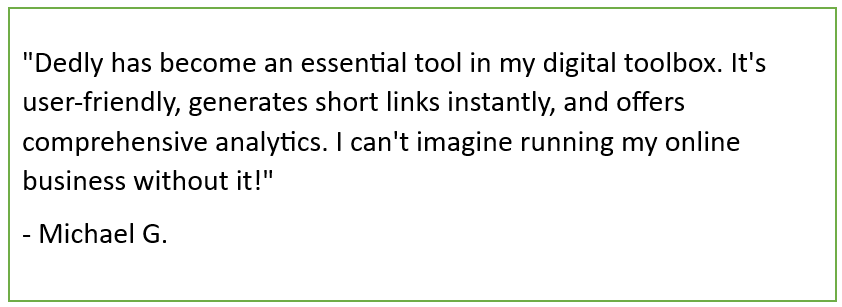 "Dedly has become an essential tool in my digital toolbox. It's
user-friendly, generates short links instantly, and offers
comprehensive analytics. I can't imagine running my online
business without it!"
- Michael G.